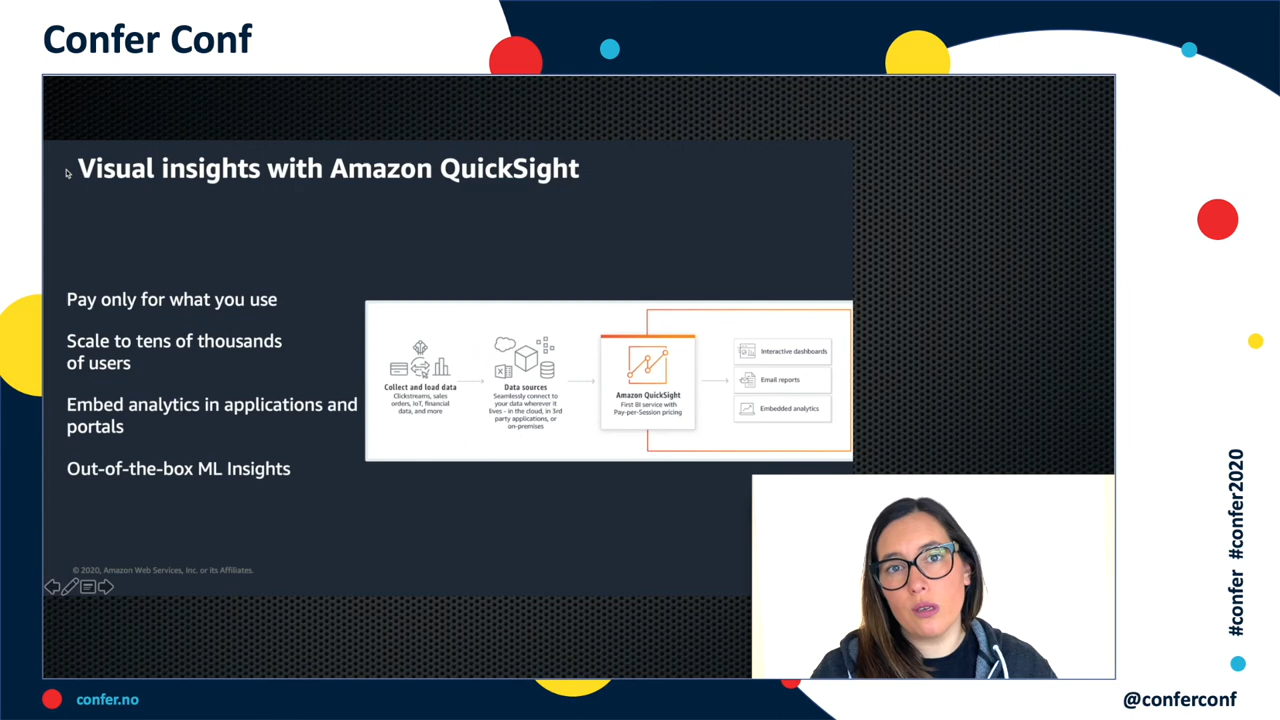 Confer Conf
Visual insights with Amazon QuickSight
Pay only for what you use
Scale to tens of thousands
of users
Embed analytics in applications and
portals
Out-of-the-box ML Insights
Collect and load data
Clickstreams, sales
orders, IoT, financial
data, and more
Data sources
Seamlessly connect to
your data wherever it
lives - in the cloud, in 3rd
party applications, or
on-premises
Amazon QuickSight
First BI service with
Pay-per-Session pricing
Interactive dashboards
Email reports
Embedded analytics
© 2020, Amazon Web Services, Inc. or its Affiliates.
#confer #confer2020
confer.no
@conferconf